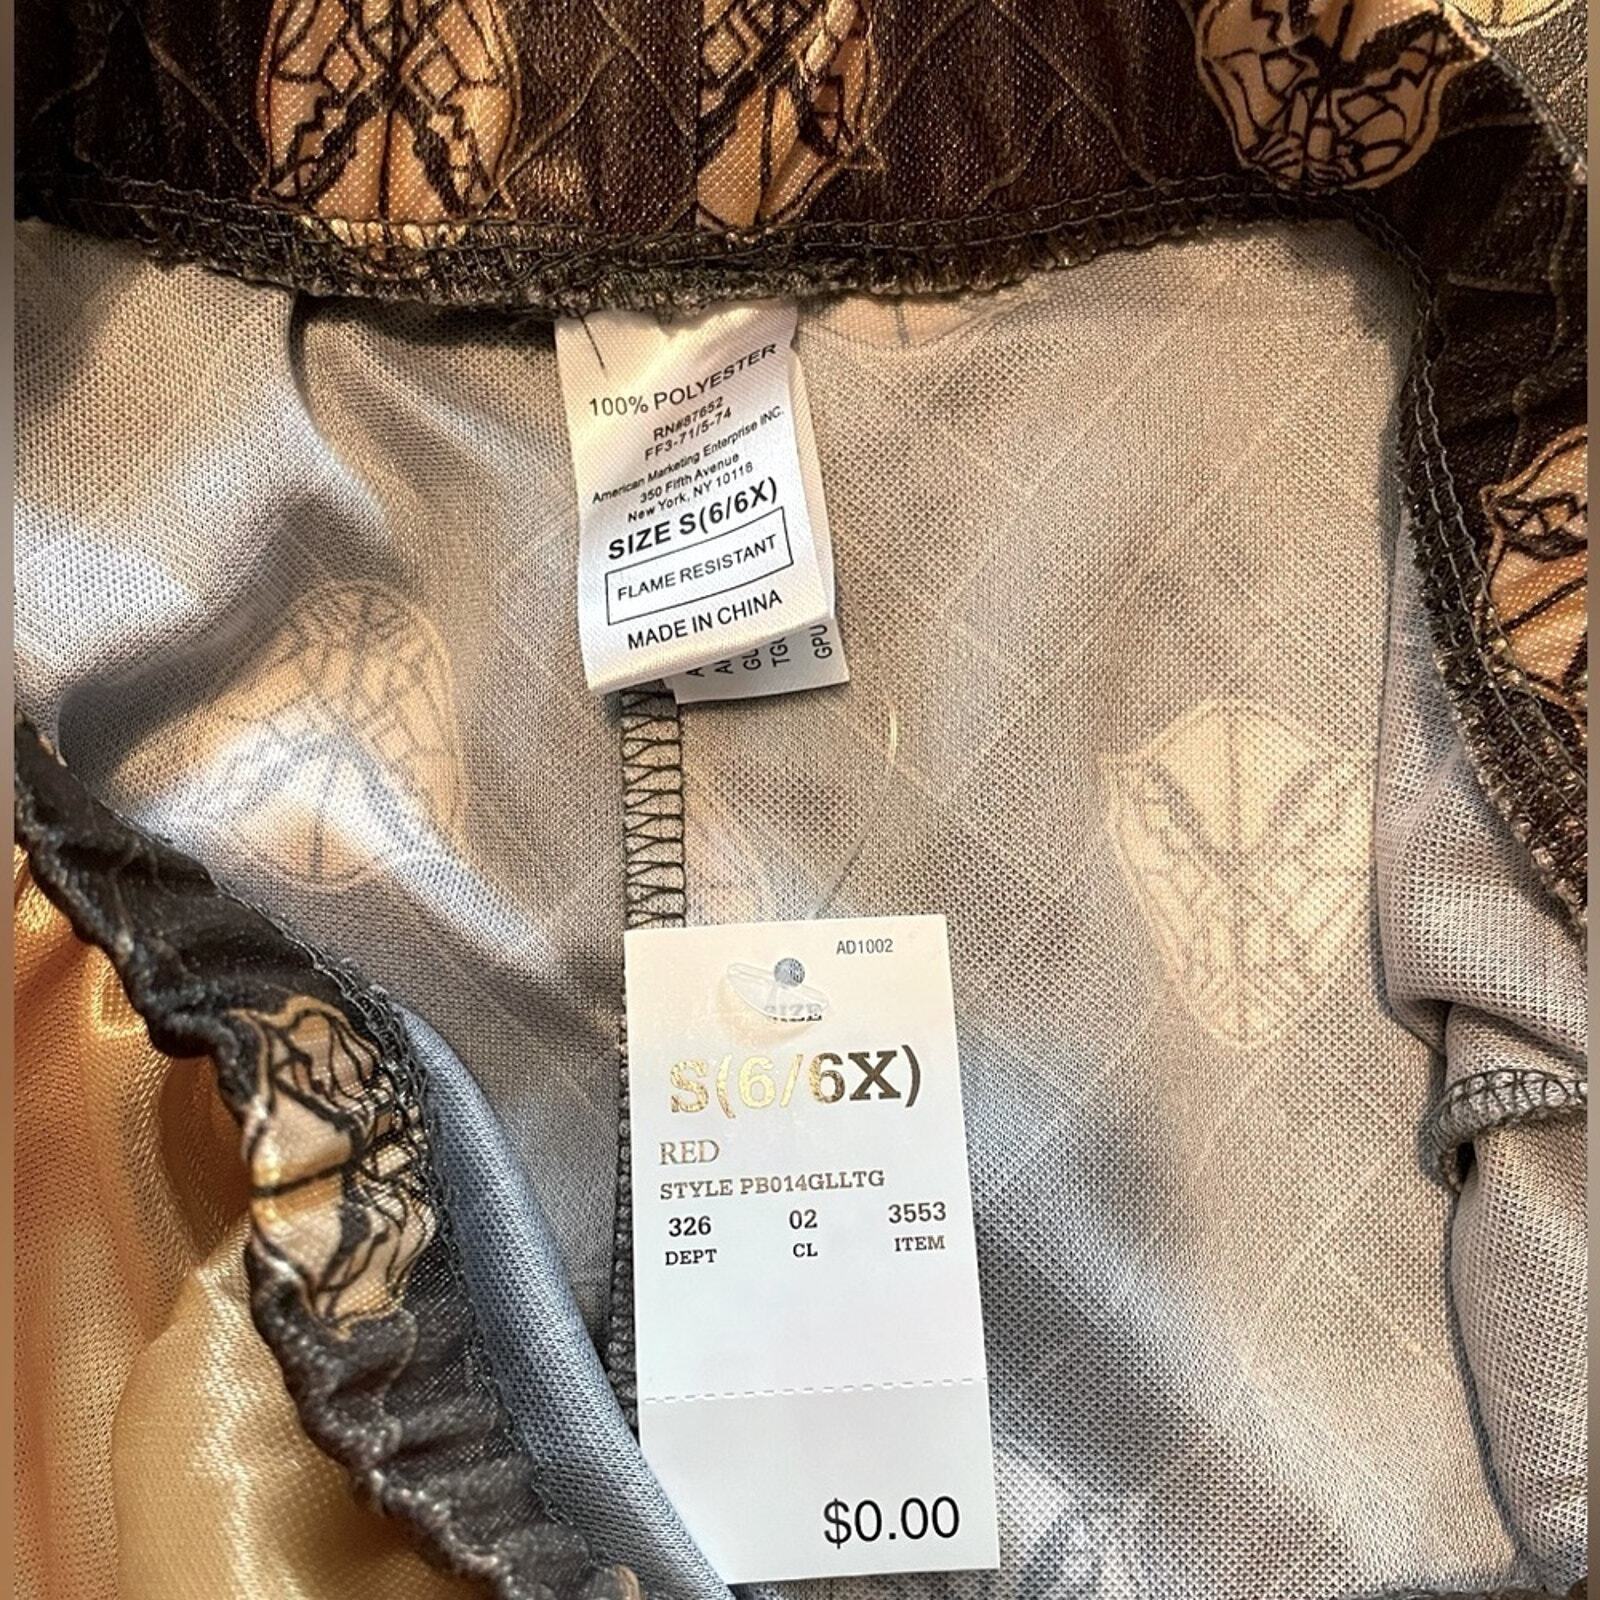 100% POLYESTER
RN#87652
FF3-71/5-74
American Marketing Enterprise INC.
350 Fifth Avenue
New York, NY 10118
SIZE S(6/6X)
FLAME RESISTANT
MADE IN CHINA
GPU
AD1002
SIZE
S(6/6X)
RED
STYLE PB014GLLTG
326 02 3553
DEPT CL ITEM
$0.00